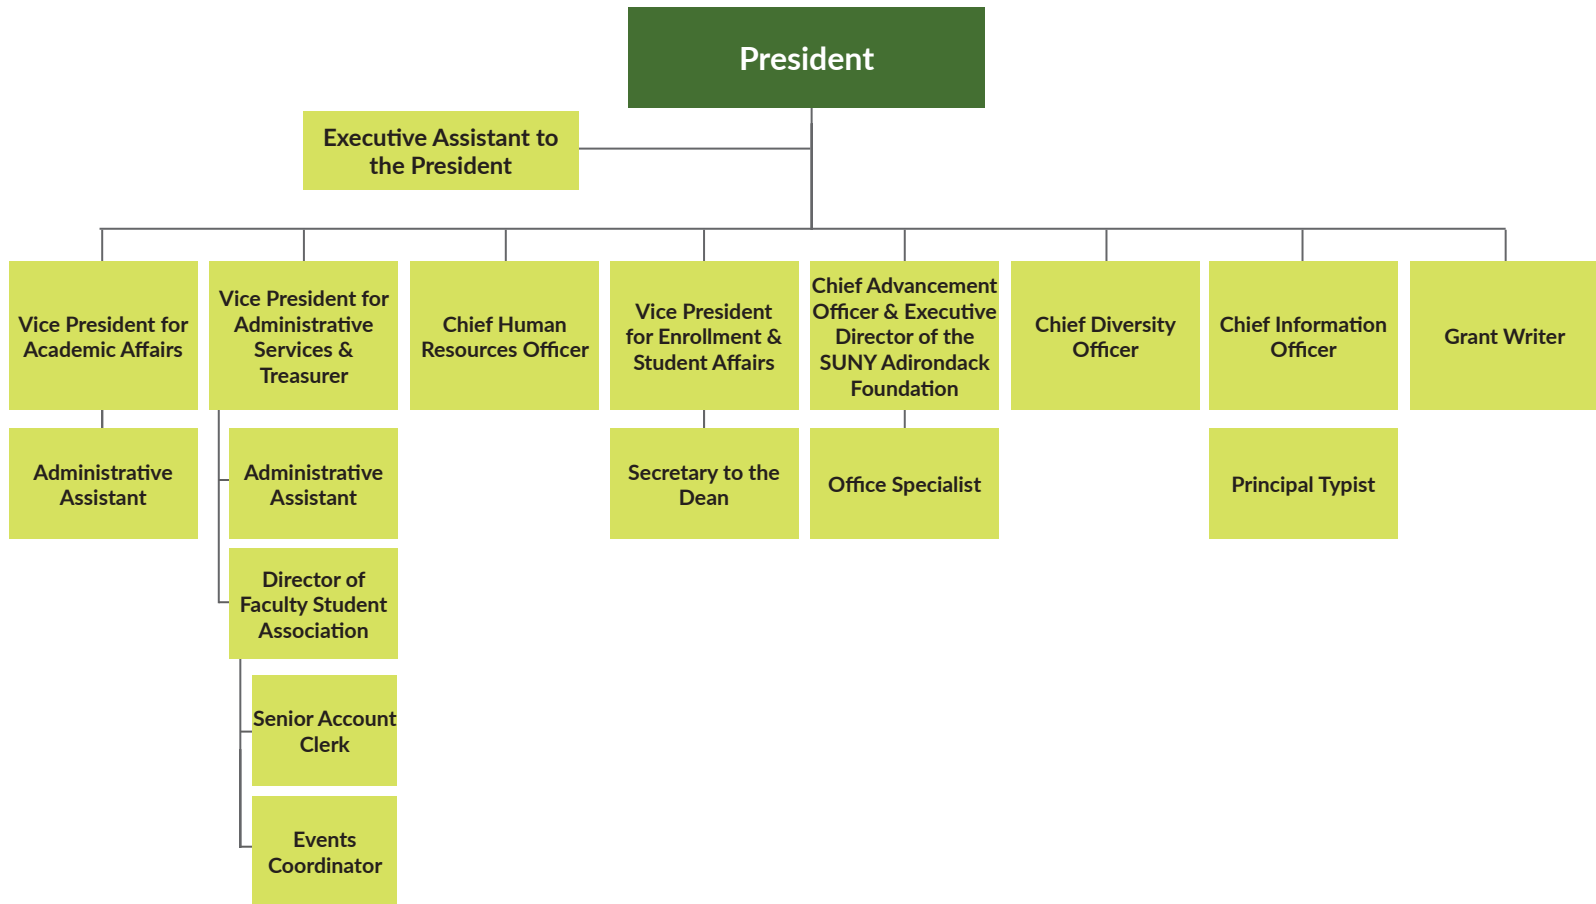 President
Executive Assistant to
the President
Vice President for
Academic Affairs
Vice President for
Administrative
Services &
Treasurer
Chief Human
Resources Officer
Vice President
for Enrollment &
Student Affairs
Chief Advancement
Officer & Executive
Director of the
SUNY Adirondack
Foundation
Chief Diversity
Officer
Chief Information
Officer
Grant Writer
Administrative
Assistant
Administrative
Assistant
Secretary to the
Dean
Office Specialist
Principal Typist
Director of
Faculty Student
Association
Senior Account
Clerk
Events
Coordinator